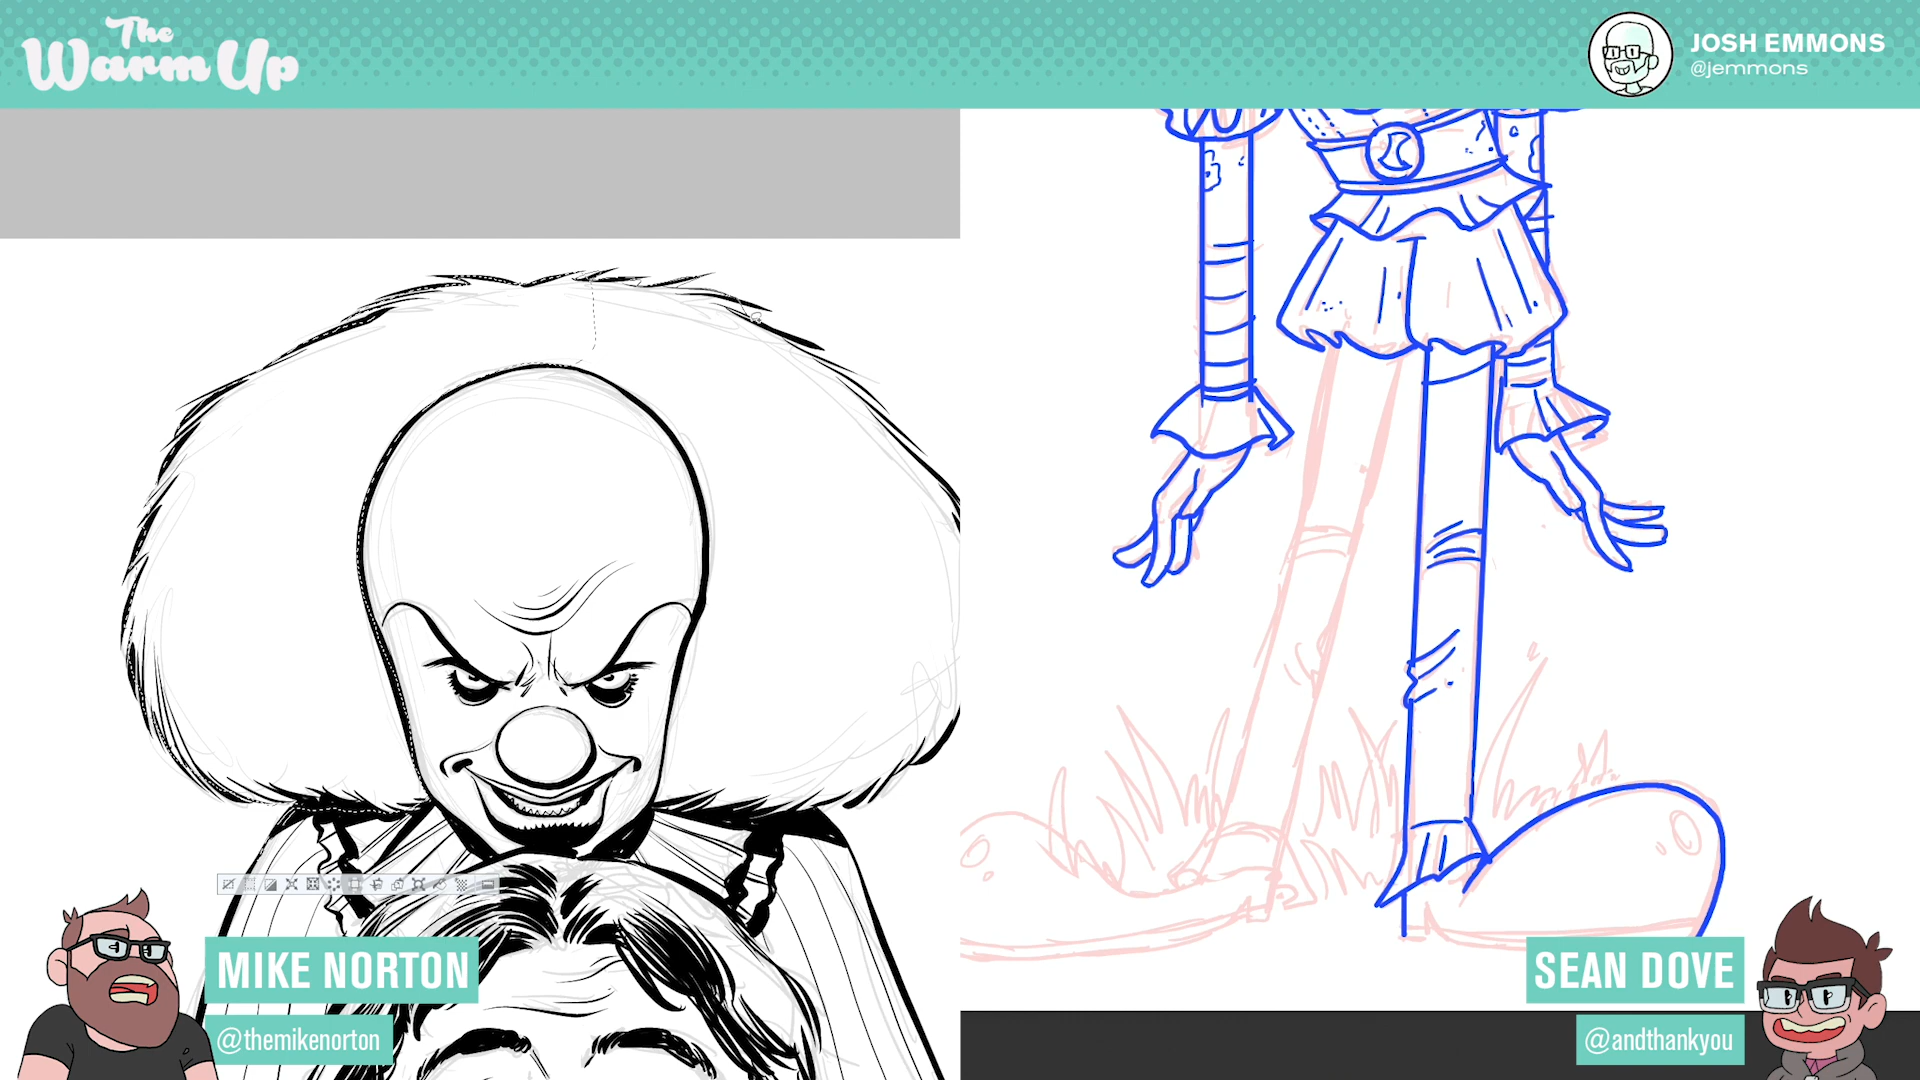 The
Warm Up
JOSH EMMONS
@jemmons
MIKE NORTON
@themikenorton
SEAN DOVE
@andthankyou